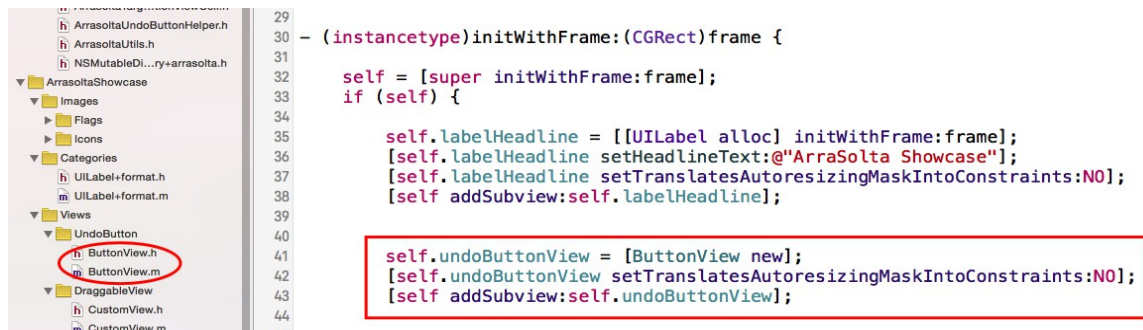 ArrasoltaUndoButtonHelper.h
ArrasoltaUtils.h
NSMutableDi...ry+arrasolta.h
ArrasoltaShowcase
Images
Flags
Icons
Categories
UILabel+format.h
UILabel+format.m
Views
UndoButton
ButtonView.h
ButtonView.m
DraggableView
CustomView.h
CustomView.m
29
30 - (instancetype)initWithFrame:(CGRect)frame {
31
32 self = [super initWithFrame:frame];
33 if (self) {
34
35 self.labelHeadline = [[UILabel alloc] initWithFrame:frame];
36 [self.labelHeadline setHeadlineText:@"ArraSolta Showcase"];
37 [self.labelHeadline setTranslatesAutoresizingMaskIntoConstraints:NO];
38 [self addSubview:self.labelHeadline];
39
40
41 self.undoButtonView = [ButtonView new];
42 [self.undoButtonView setTranslatesAutoresizingMaskIntoConstraints:NO];
43 [self addSubview:self.undoButtonView];
44